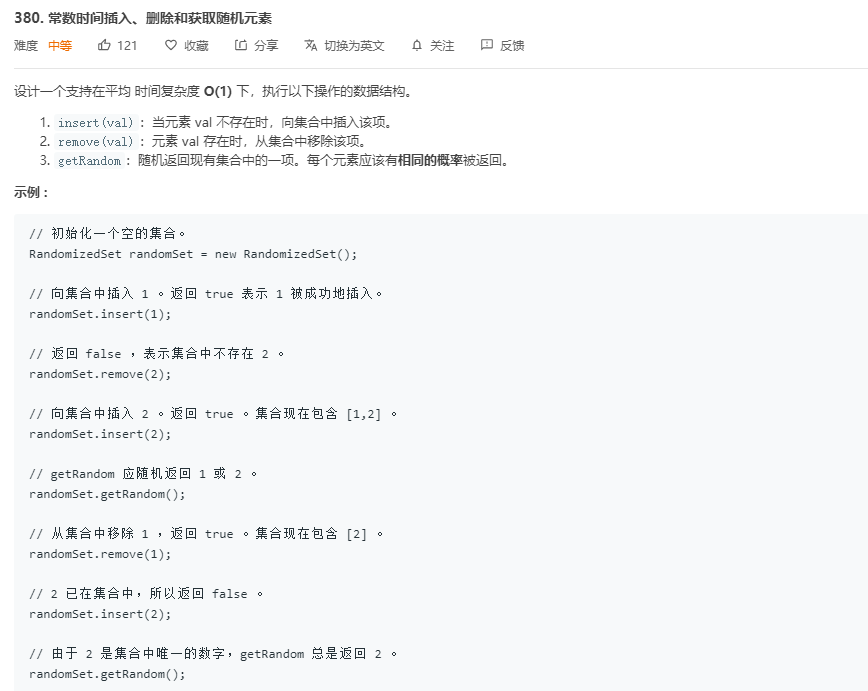 380. 常数时间插入、删除和获取随机元素
难度 中等 121 收藏 分享 切换为英文 关注 反馈
设计一个支持在平均 时间复杂度 O(1) 下，执行以下操作的数据结构。
1. insert(val) ：当元素 val 不存在时，向集合中插入该项。
2. remove(val) ：元素 val 存在时，从集合中移除该项。
3. getRandom ：随机返回现有集合中的一项。每个元素应该有相同的概率被返回。
示例 :
// 初始化一个空的集合。
RandomizedSet randomSet = new RandomizedSet();
// 向集合中插入 1 。返回 true 表示 1 被成功地插入。
randomSet.insert(1);
// 返回 false ，表示集合中不存在 2 。
randomSet.remove(2);
// 向集合中插入 2 。返回 true 。集合现在包含 [1,2] 。
randomSet.insert(2);
// getRandom 应随机返回 1 或 2 。
randomSet.getRandom();
// 从集合中移除 1 ，返回 true 。集合现在包含 [2] 。
randomSet.remove(1);
// 2 已在集合中，所以返回 false 。
randomSet.insert(2);
// 由于 2 是集合中唯一的数字，getRandom 总是返回 2 。
randomSet.getRandom();